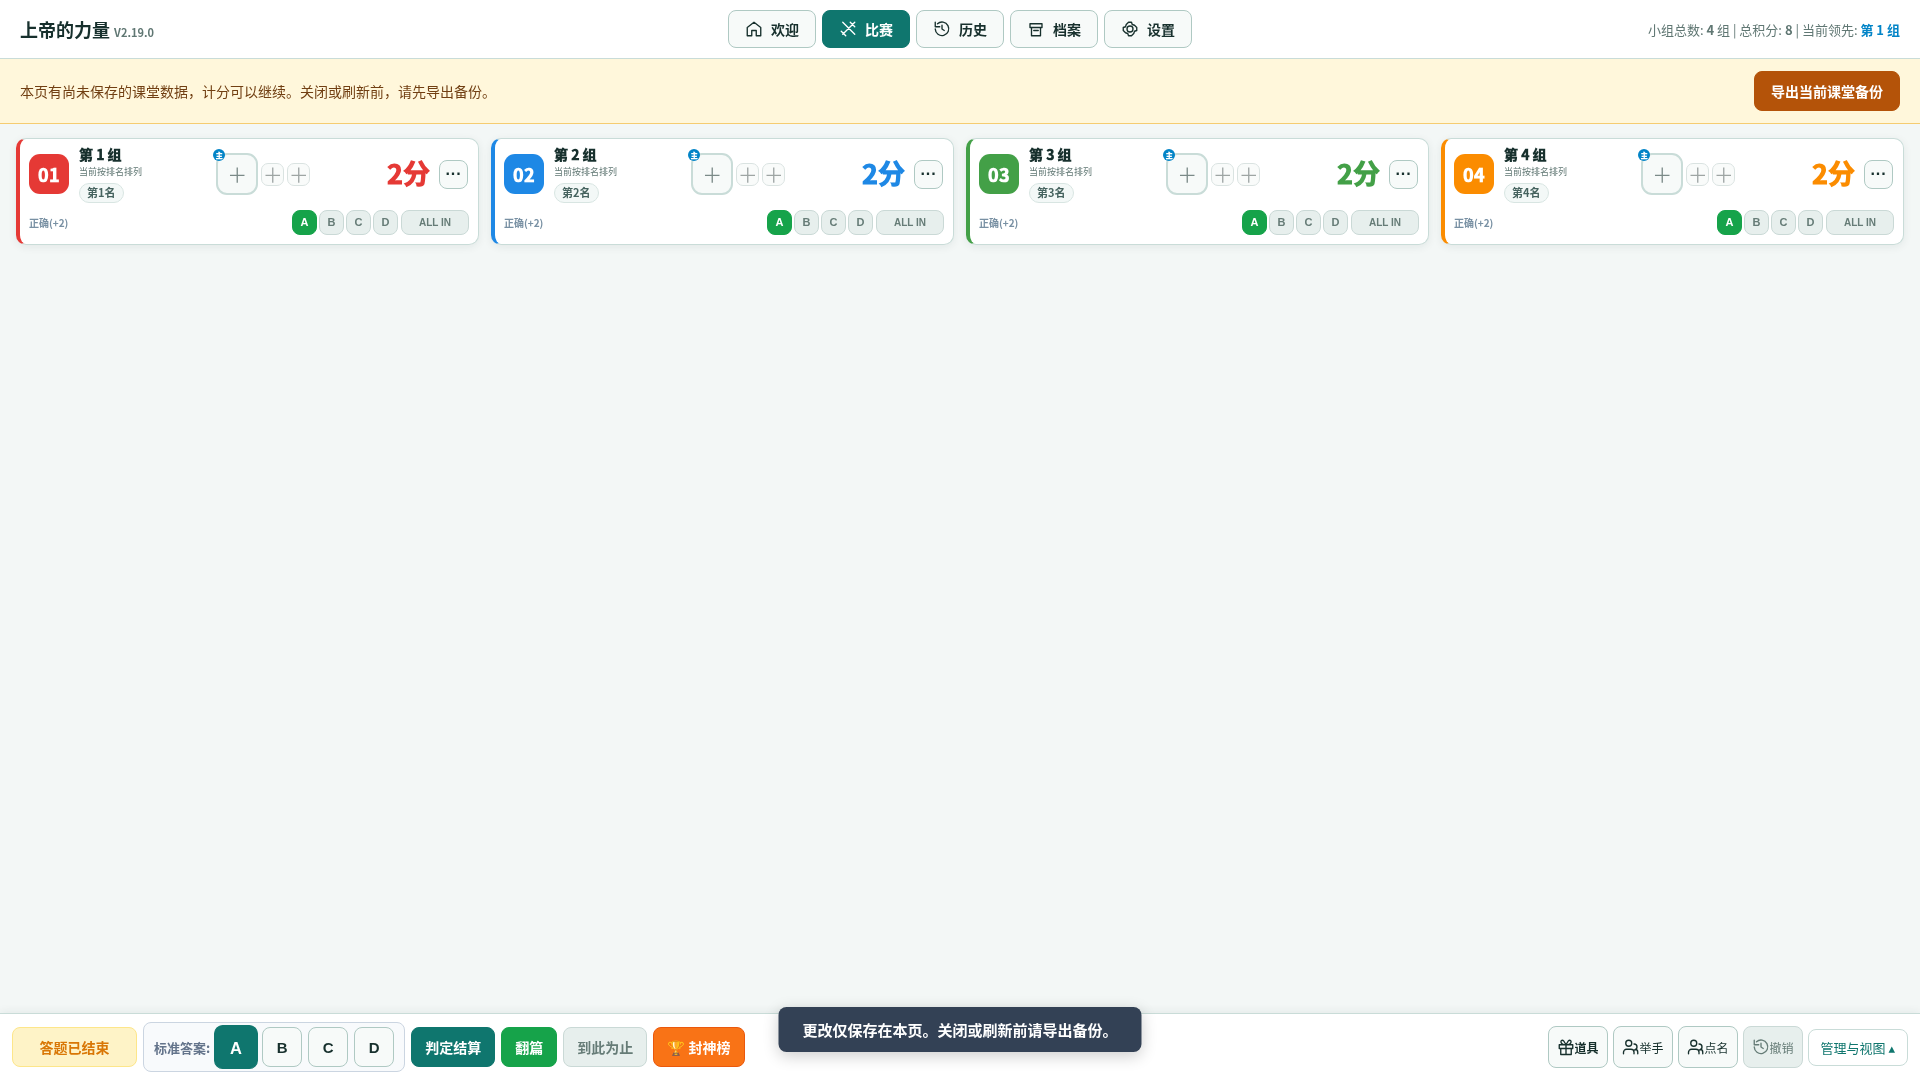 上帝的力量 V2.19.0
欢迎
比赛
历史
档案
设置
小组总数: 4 组 | 总积分: 8 | 当前领先: 第 1 组
本页有尚未保存的课堂数据，计分可以继续。关闭或刷新前，请先导出备份。
导出当前课堂备份
01
第 1 组
当前按排名排列
第1名
主
2分
正确(+2)
A B C D ALL IN
02
第 2 组
当前按排名排列
第2名
主
2分
正确(+2)
A B C D ALL IN
03
第 3 组
当前按排名排列
第3名
主
2分
正确(+2)
A B C D ALL IN
04
第 4 组
当前按排名排列
第4名
主
2分
正确(+2)
A B C D ALL IN
更改仅保存在本页。关闭或刷新前请导出备份。
答题已结束
标准答案: A B C D
判定结算
翻篇
到此为止
🏆 封神榜
道具
举手
点名
撤销
管理与视图 ▴